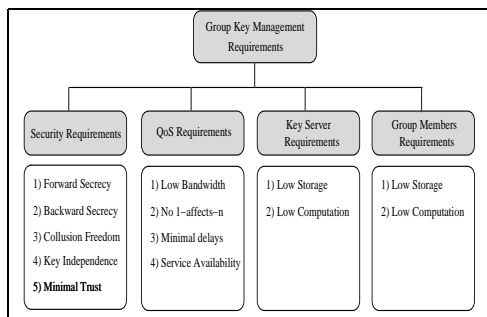 Group Key Management
Requirements
Security Requirements
QoS Requirements
Key Server
Requirements
Group Members
Requirements
1) Forward Secrecy
2) Backward Secrecy
3) Collusion Freedom
4) Key Independence
5) Minimal Trust
1) Low Bandwidth
2) No 1-affects-n
3) Minimal delays
4) Service Availability
1) Low Storage
2) Low Computation
1) Low Storage
2) Low Computation